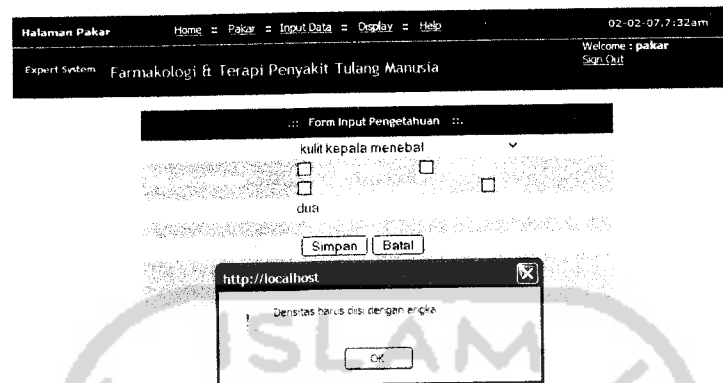 Halaman Pakar Home :: Pakar :: Input Data :: Display :: Help 02-02-07,7:32am
Welcome : pakar
Sign Out
Expert System Farmakologi & Terapi Penyakit Tulang Manusia
.:: Form Input Pengetahuan ::.
kulit kepala menebal
dua
Simpan Batal
http://localhost
Densitas harus diisi dengan angka
OK
ISLAM